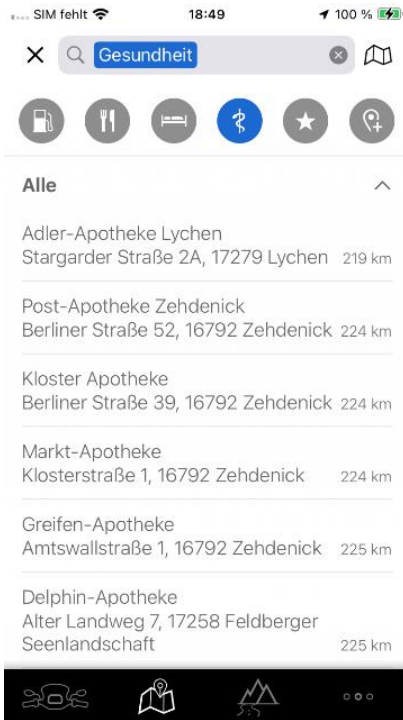 SIM fehlt 18:49 100 %
Gesundheit
Alle
Adler-Apotheke Lychen
Stargarder Straße 2A, 17279 Lychen 219 km
Post-Apotheke Zehdenick
Berliner Straße 52, 16792 Zehdenick 224 km
Kloster Apotheke
Berliner Straße 39, 16792 Zehdenick 224 km
Markt-Apotheke
Klosterstraße 1, 16792 Zehdenick 224 km
Greifen-Apotheke
Amtswallstraße 1, 16792 Zehdenick 225 km
Delphin-Apotheke
Alter Landweg 7, 17258 Feldberger
Seenlandschaft 225 km